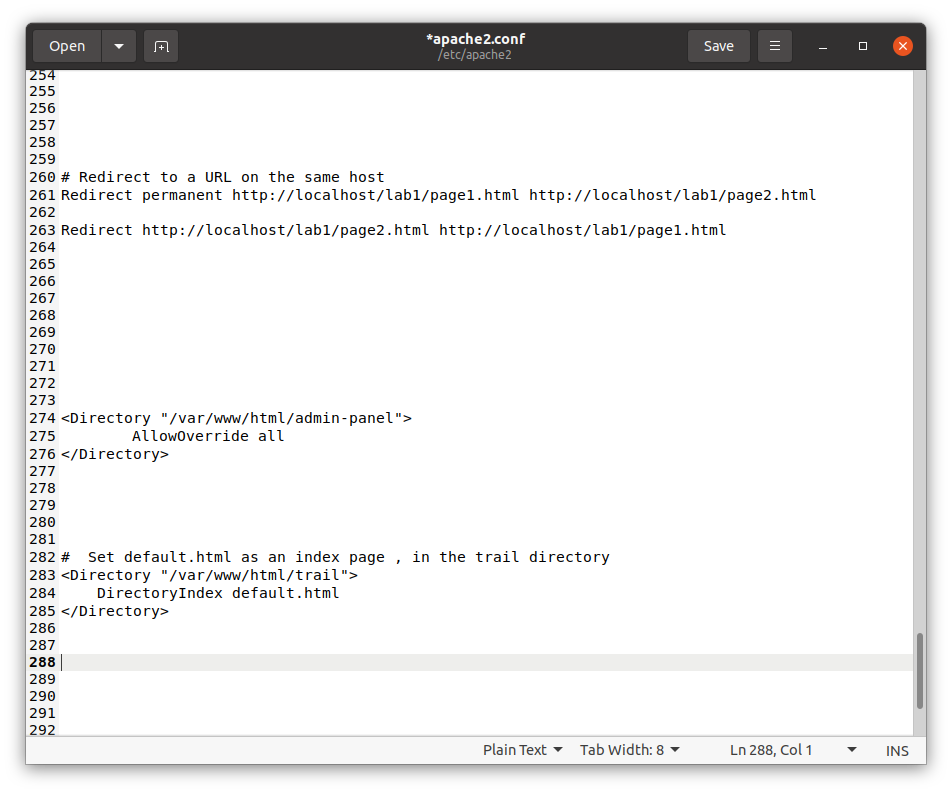 Open
*apache2.conf
/etc/apache2
Save
254
255
256
257
258
259
260 # Redirect to a URL on the same host
261 Redirect permanent http://localhost/lab1/page1.html http://localhost/lab1/page2.html
262
263 Redirect http://localhost/lab1/page2.html http://localhost/lab1/page1.html
264
265
266
267
268
269
270
271
272
273
274 <Directory "/var/www/html/admin-panel">
275         AllowOverride all
276 </Directory>
277
278
279
280
281
282 #  Set default.html as an index page , in the trail directory
283 <Directory "/var/www/html/trail">
284     DirectoryIndex default.html
285 </Directory>
286
287
288
289
290
291
292
Plain Text Tab Width: 8 Ln 288, Col 1 INS